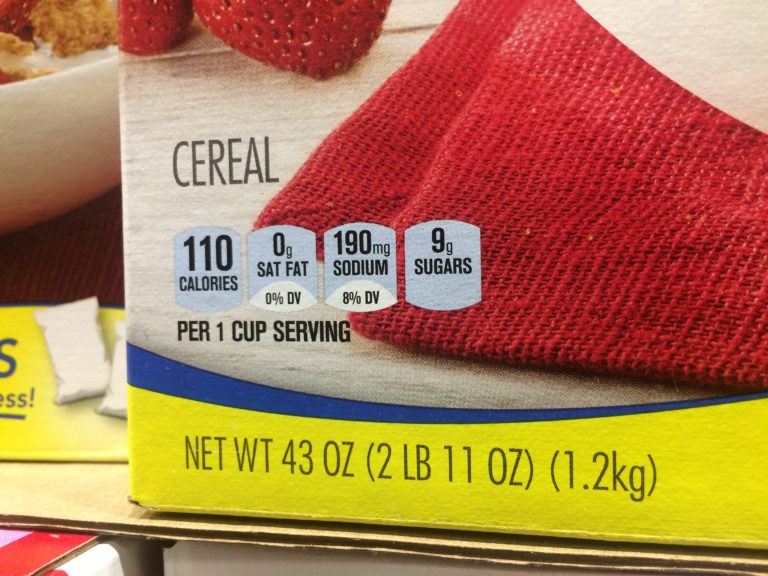 CEREAL
110
CALORIES
0g
SAT FAT
0% DV
190mg
SODIUM
8% DV
9g
SUGARS
PER 1 CUP SERVING
NET WT 43 OZ (2 LB 11 OZ) (1.2kg)